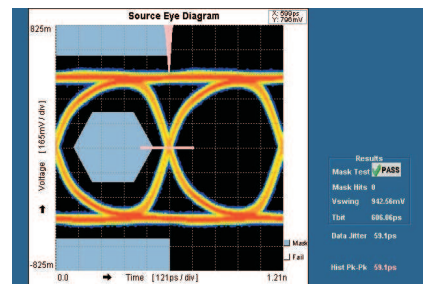 Source Eye Diagram
X: 599ps
Y: 796mV
825m
Voltage [165mV / div]
-825m
0.0
Time [121ps / div]
1.21n
Mask
Fail
Results
Mask Test PASS
Mask Hits 0
Vswing 942.56mV
Tbit 606.06ps
Data Jitter 59.1ps
Hist Pk-Pk 59.1ps